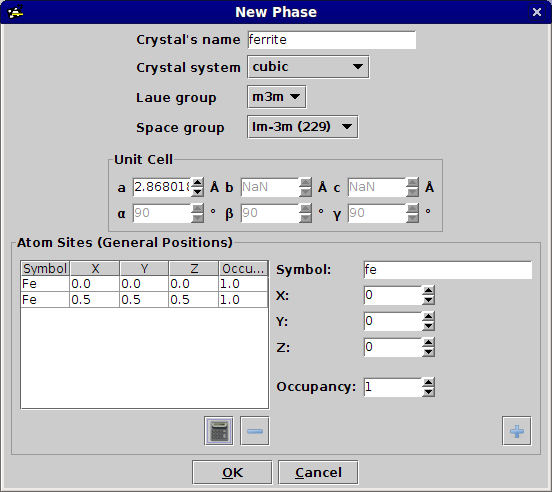 New Phase
Crystal's name ferrite
Crystal system cubic
Laue group m3m
Space group Im-3m (229)
Unit Cell
a 2.868018 Å b NaN Å c NaN Å
α 90 ° β 90 ° γ 90 °
Atom Sites (General Positions)
Symbol X Y Z Occu...
Fe 0.0 0.0 0.0 1.0
Fe 0.5 0.5 0.5 1.0
Symbol: fe
X: 0
Y: 0
Z: 0
Occupancy: 1
OK Cancel